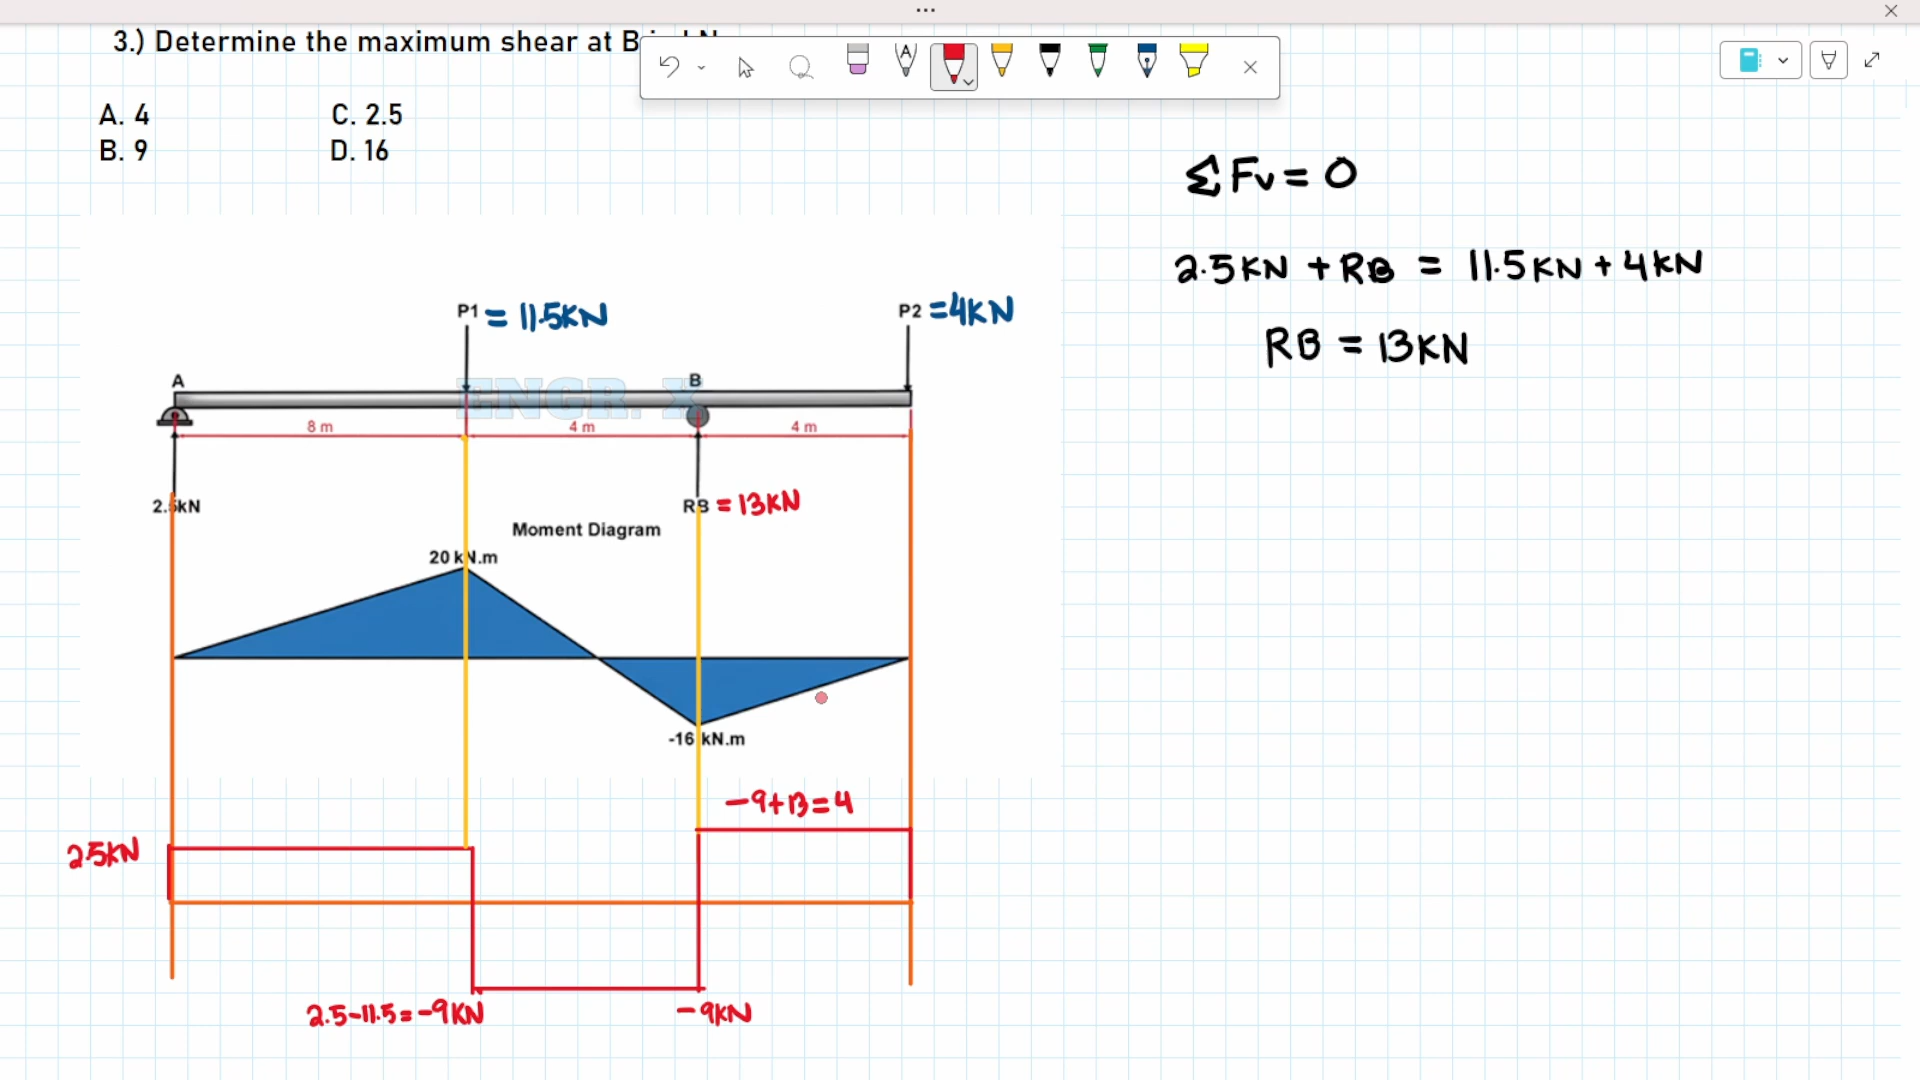 3.) Determine the maximum shear at B
A. 4
C. 2.5
B. 9
D. 16
ΣFv = 0
2.5KN + RB = 11.5KN + 4KN
RB = 13KN
P1 = 11.5KN
P2 = 4KN
A
B
ENGR. X
8 m
4 m
4 m
2.5kN
RB = 13KN
Moment Diagram
20 kN.m
-16 kN.m
-9+13=4
2.5KN
2.5-11.5=-9KN
-9KN